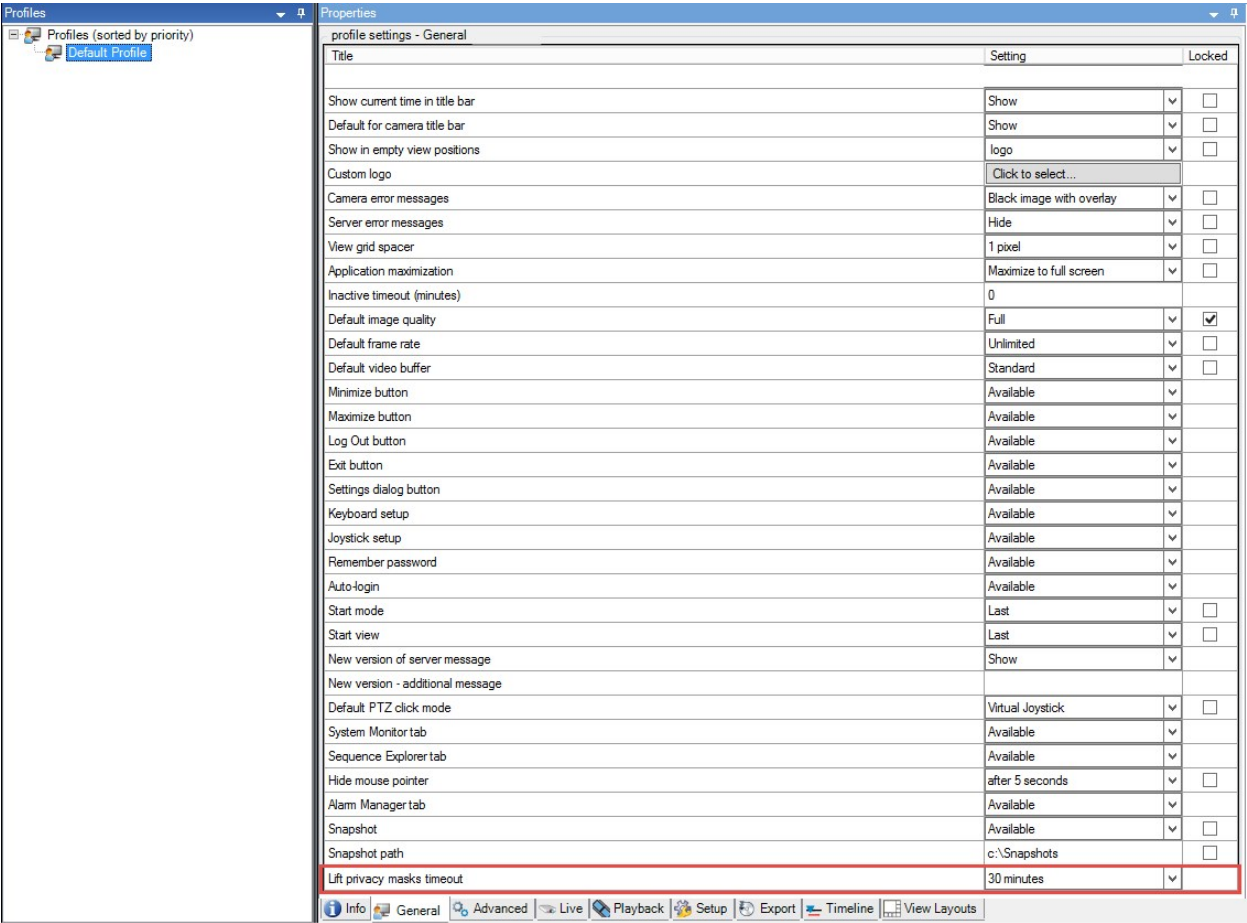 Profiles
Profiles (sorted by priority)
Default Profile
Properties
profile settings - General
Title Setting Locked
Show current time in title bar Show
Default for camera title bar Show
Show in empty view positions logo
Custom logo Click to select...
Camera error messages Black image with overlay
Server error messages Hide
View grid spacer 1 pixel
Application maximization Maximize to full screen
Inactive timeout (minutes) 0
Default image quality Full
Default frame rate Unlimited
Default video buffer Standard
Minimize button Available
Maximize button Available
Log Out button Available
Exit button Available
Settings dialog button Available
Keyboard setup Available
Joystick setup Available
Remember password Available
Auto-login Available
Start mode Last
Start view Last
New version of server message Show
New version - additional message
Default PTZ click mode Virtual Joystick
System Monitor tab Available
Sequence Explorer tab Available
Hide mouse pointer after 5 seconds
Alarm Manager tab Available
Snapshot Available
Snapshot path c:\Snapshots
Lift privacy masks timeout 30 minutes
Info General Advanced Live Playback Setup Export Timeline View Layouts